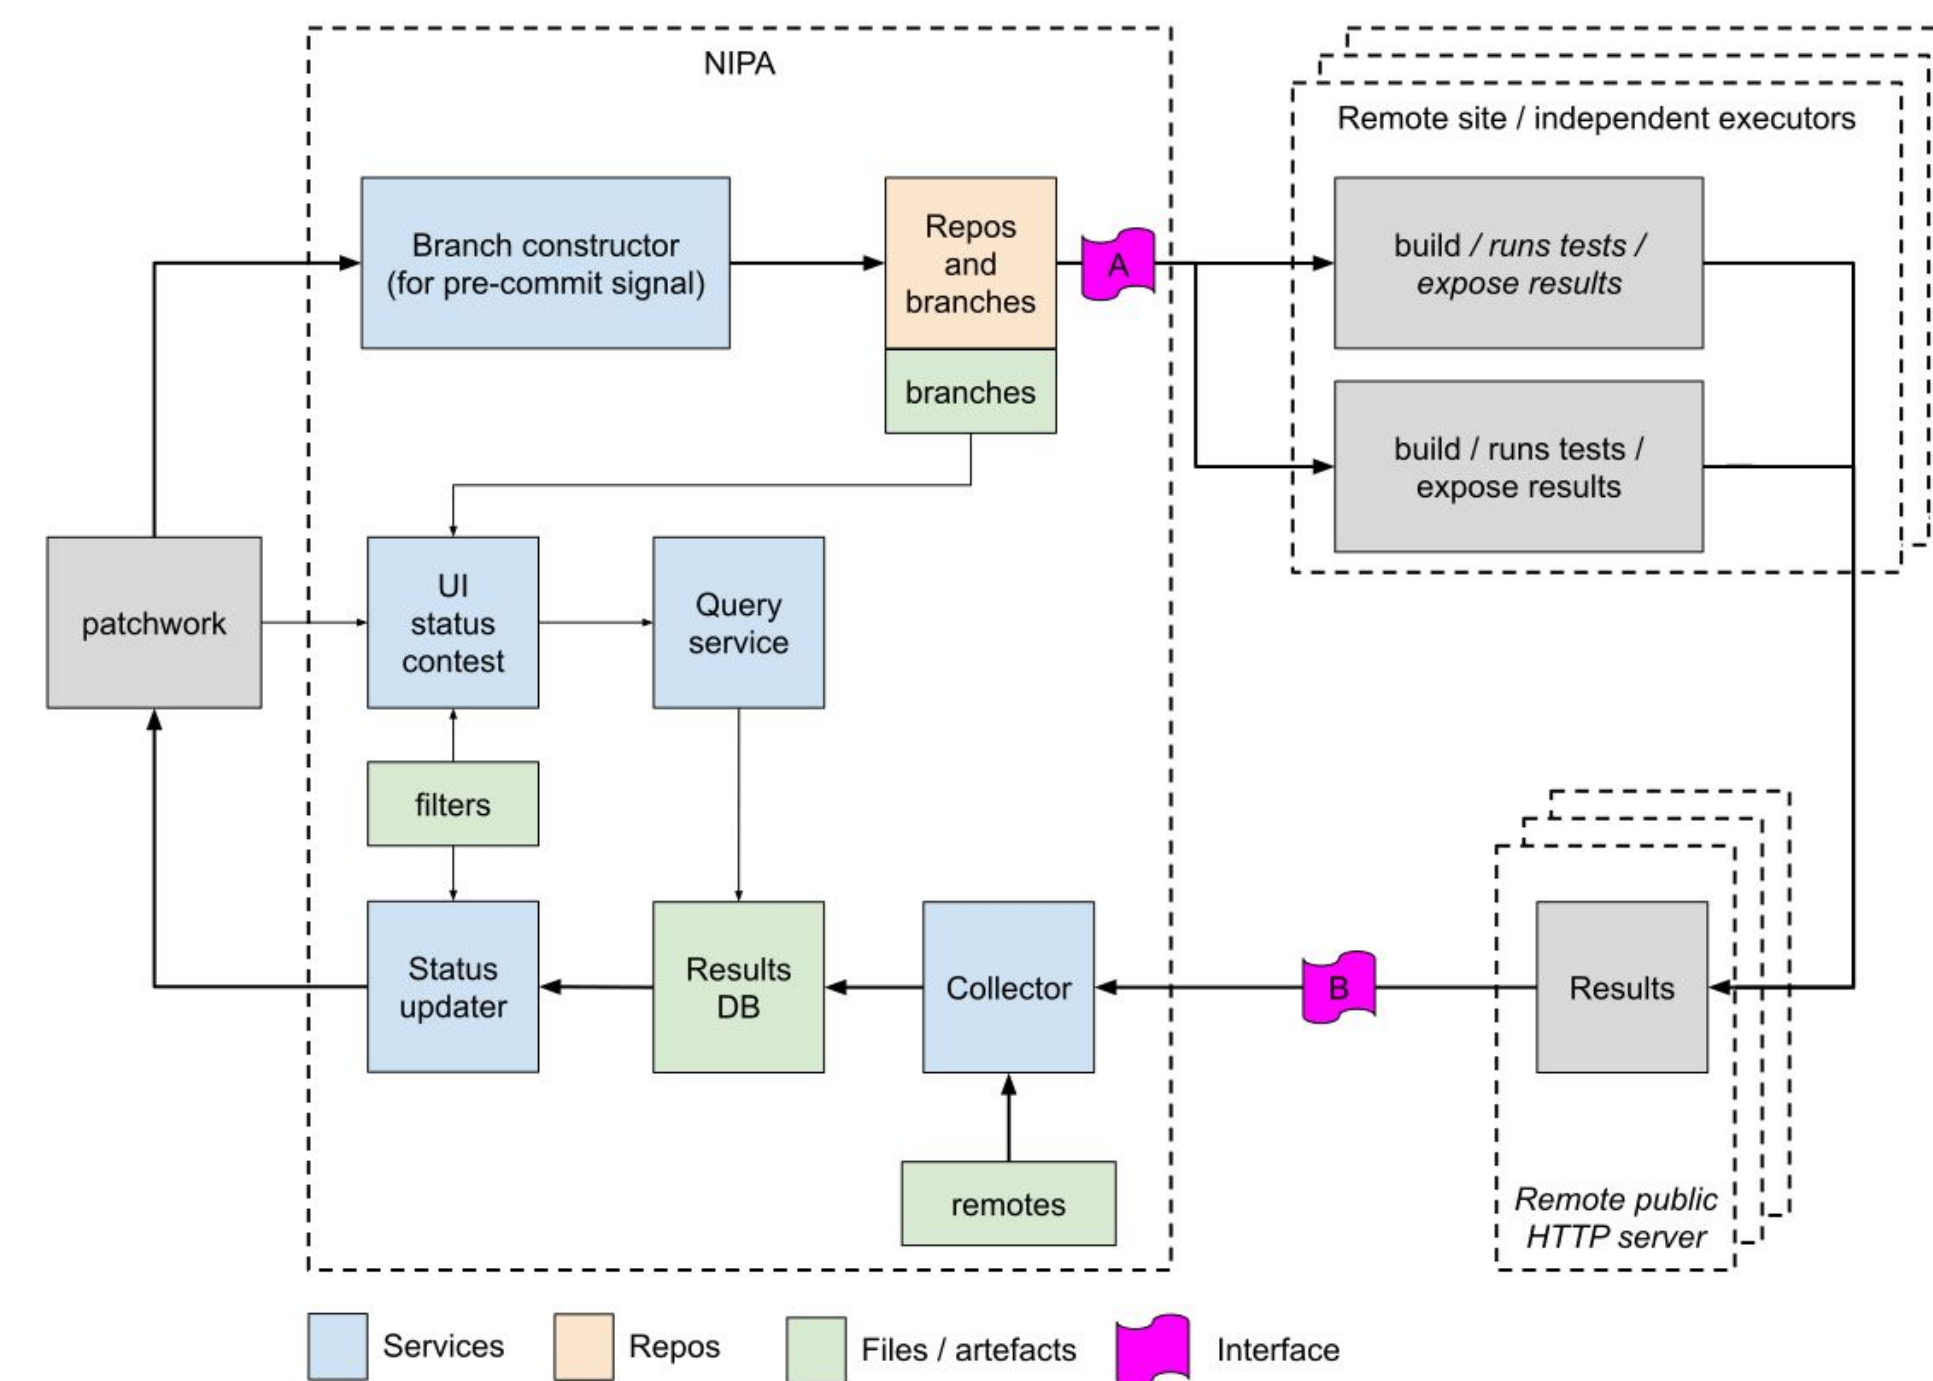 NIPA
Remote site / independent executors
Branch constructor
(for pre-commit signal)
Repos
and
branches
A
build / runs tests /
expose results
branches
build / runs tests /
expose results
patchwork
UI
status
contest
Query
service
filters
Status
updater
Results
DB
Collector
B
Results
remotes
Remote public
HTTP server
Services
Repos
Files / artefacts
Interface